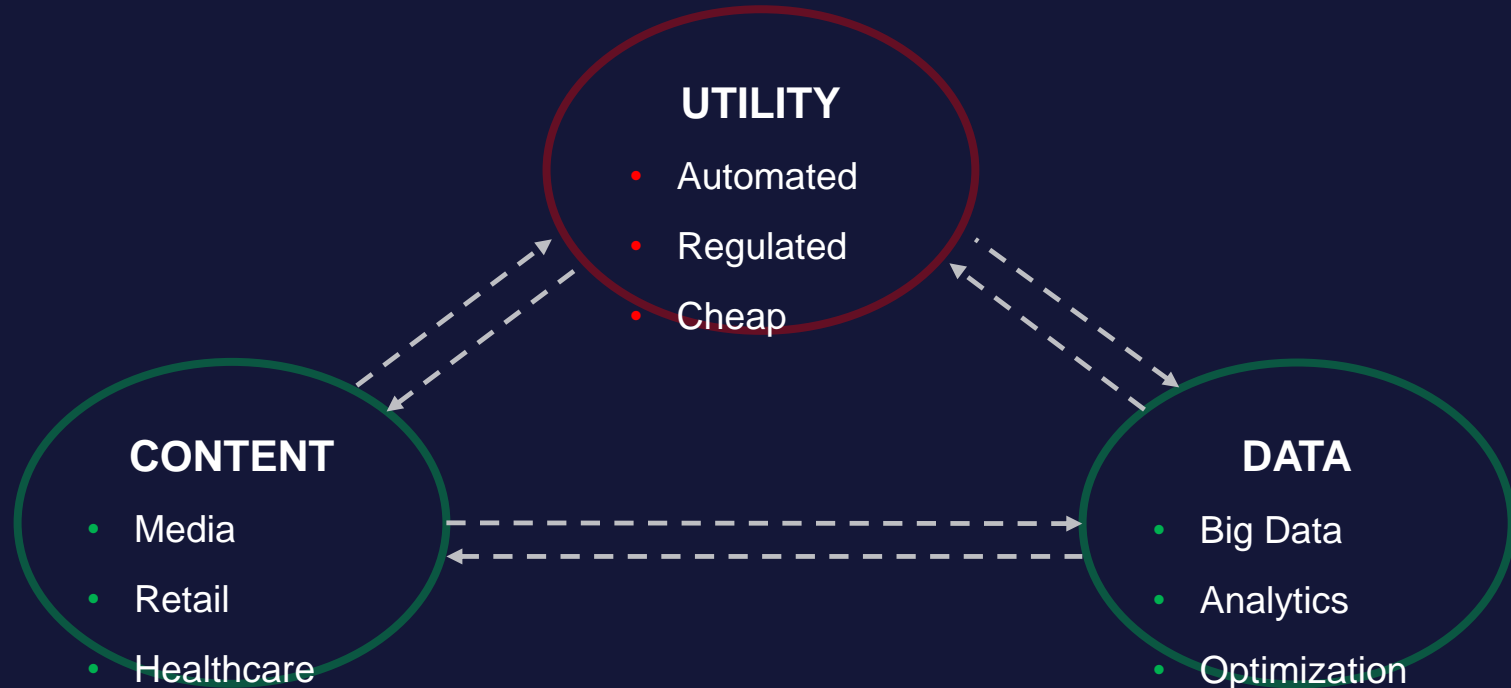 UTILITY
• Automated
• Regulated
• Cheap
CONTENT
• Media
• Retail
• Healthcare
DATA
• Big Data
• Analytics
• Optimization